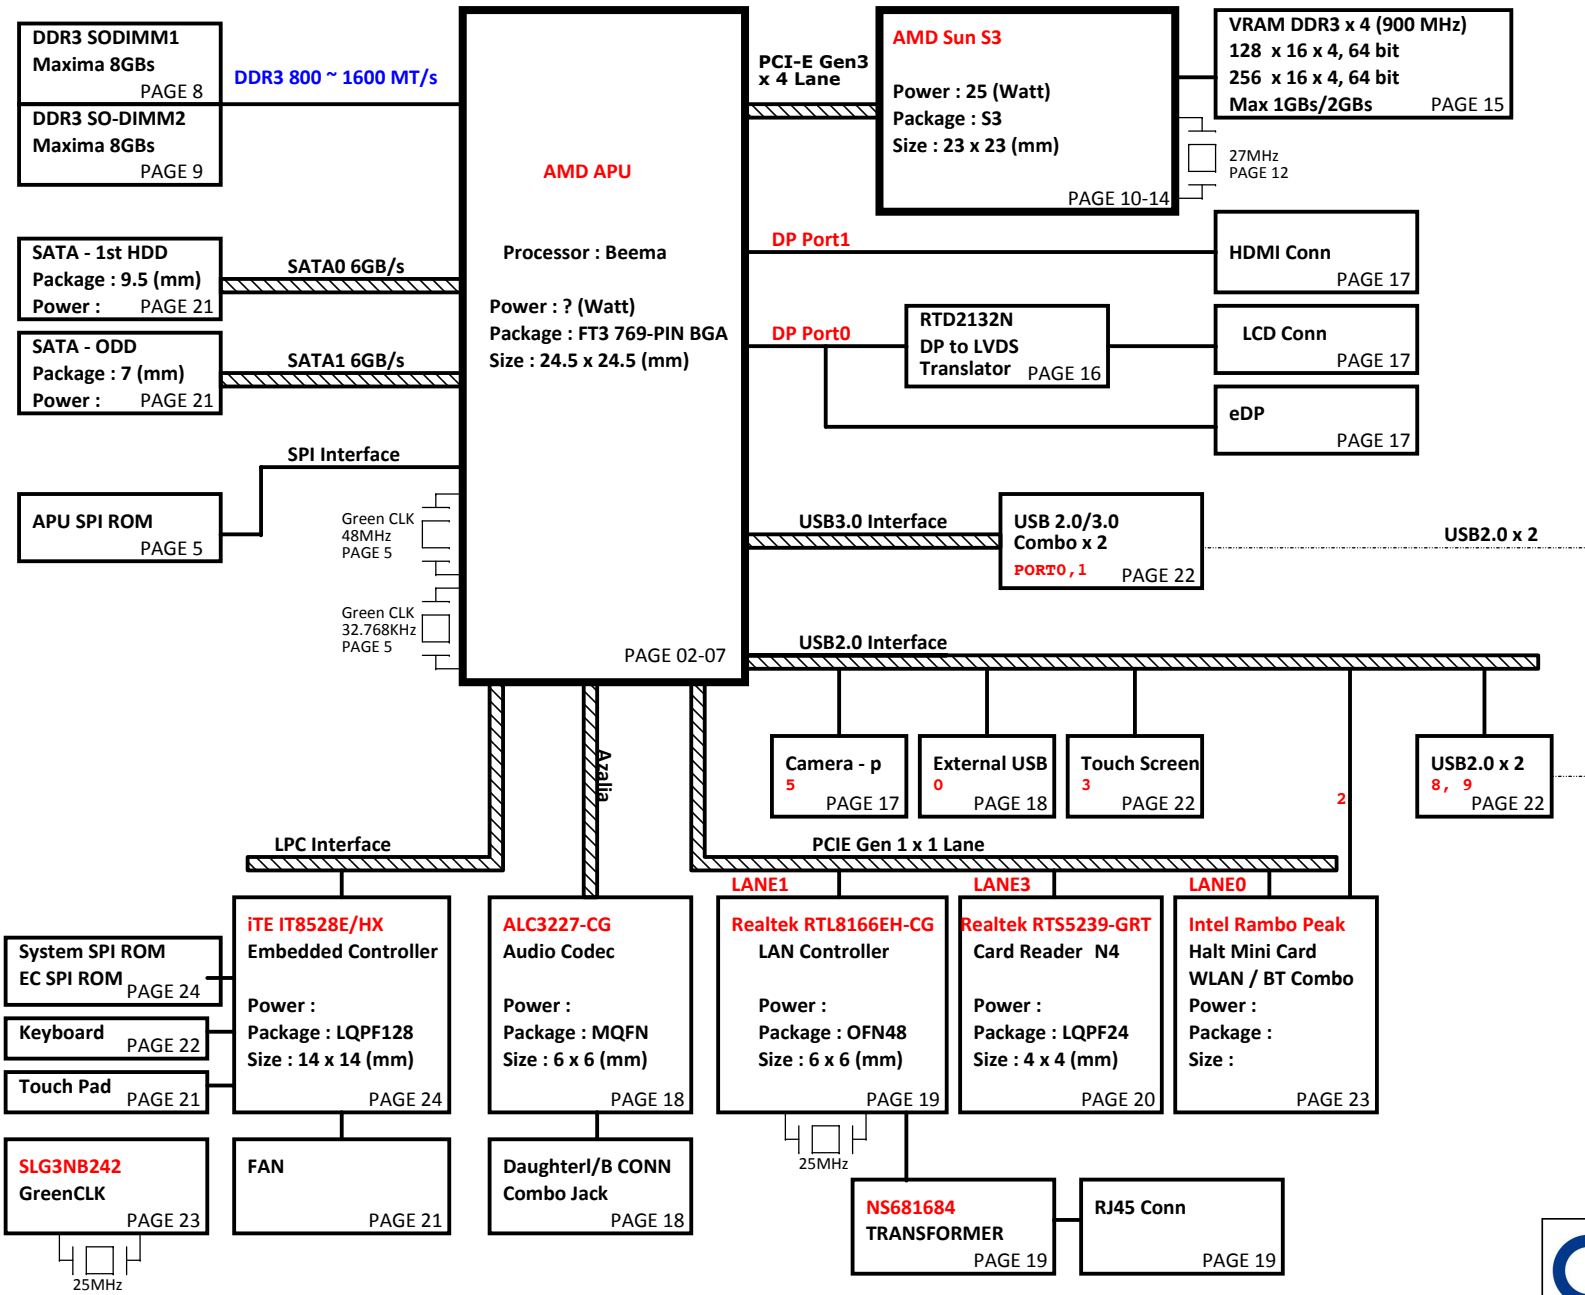 DDR3 SODIMM1
Maxima 8GBs
PAGE 8
DDR3 SO-DIMM2
Maxima 8GBs
PAGE 9
DDR3 800 ~ 1600 MT/s
SATA - 1st HDD
Package : 9.5 (mm)
Power : PAGE 21
SATA0 6GB/s
SATA - ODD
Package : 7 (mm)
Power : PAGE 21
SATA1 6GB/s
SPI Interface
APU SPI ROM
PAGE 5
Green CLK
48MHz
PAGE 5
Green CLK
32.768KHz
PAGE 5
AMD APU
Processor : Beema
Power : ? (Watt)
Package : FT3 769-PIN BGA
Size : 24.5 x 24.5 (mm)
PAGE 02-07
PCI-E Gen3
x 4 Lane
AMD Sun S3
Power : 25 (Watt)
Package : S3
Size : 23 x 23 (mm)
PAGE 10-14
VRAM DDR3 x 4 (900 MHz)
128 x 16 x 4, 64 bit
256 x 16 x 4, 64 bit
Max 1GBs/2GBs PAGE 15
27MHz
PAGE 12
DP Port1
HDMI Conn
PAGE 17
DP Port0
RTD2132N
DP to LVDS
Translator PAGE 16
LCD Conn
PAGE 17
eDP
PAGE 17
USB3.0 Interface
USB 2.0/3.0
Combo x 2
PORT0,1 PAGE 22
USB2.0 x 2
USB2.0 Interface
Camera - p
5
PAGE 17
External USB
0
PAGE 18
Touch Screen
3
PAGE 22
2
USB2.0 x 2
8, 9
PAGE 22
Azalia
LPC Interface
PCIE Gen 1 x 1 Lane
LANE1
LANE3
LANE0
System SPI ROM
EC SPI ROM
PAGE 24
Keyboard
PAGE 22
Touch Pad
PAGE 21
iTE IT8528E/HX
Embedded Controller
Power :
Package : LQPF128
Size : 14 x 14 (mm)
PAGE 24
ALC3227-CG
Audio Codec
Power :
Package : MQFN
Size : 6 x 6 (mm)
PAGE 18
Realtek RTL8166EH-CG
LAN Controller
Power :
Package : OFN48
Size : 6 x 6 (mm)
PAGE 19
Realtek RTS5239-GRT
Card Reader N4
Power :
Package : LQPF24
Size : 4 x 4 (mm)
PAGE 20
Intel Rambo Peak
Halt Mini Card
WLAN / BT Combo
Power :
Package :
Size :
PAGE 23
SLG3NB242
GreenCLK
PAGE 23
25MHz
FAN
PAGE 21
Daughterl/B CONN
Combo Jack
PAGE 18
25MHz
NS681684
TRANSFORMER
PAGE 19
RJ45 Conn
PAGE 19